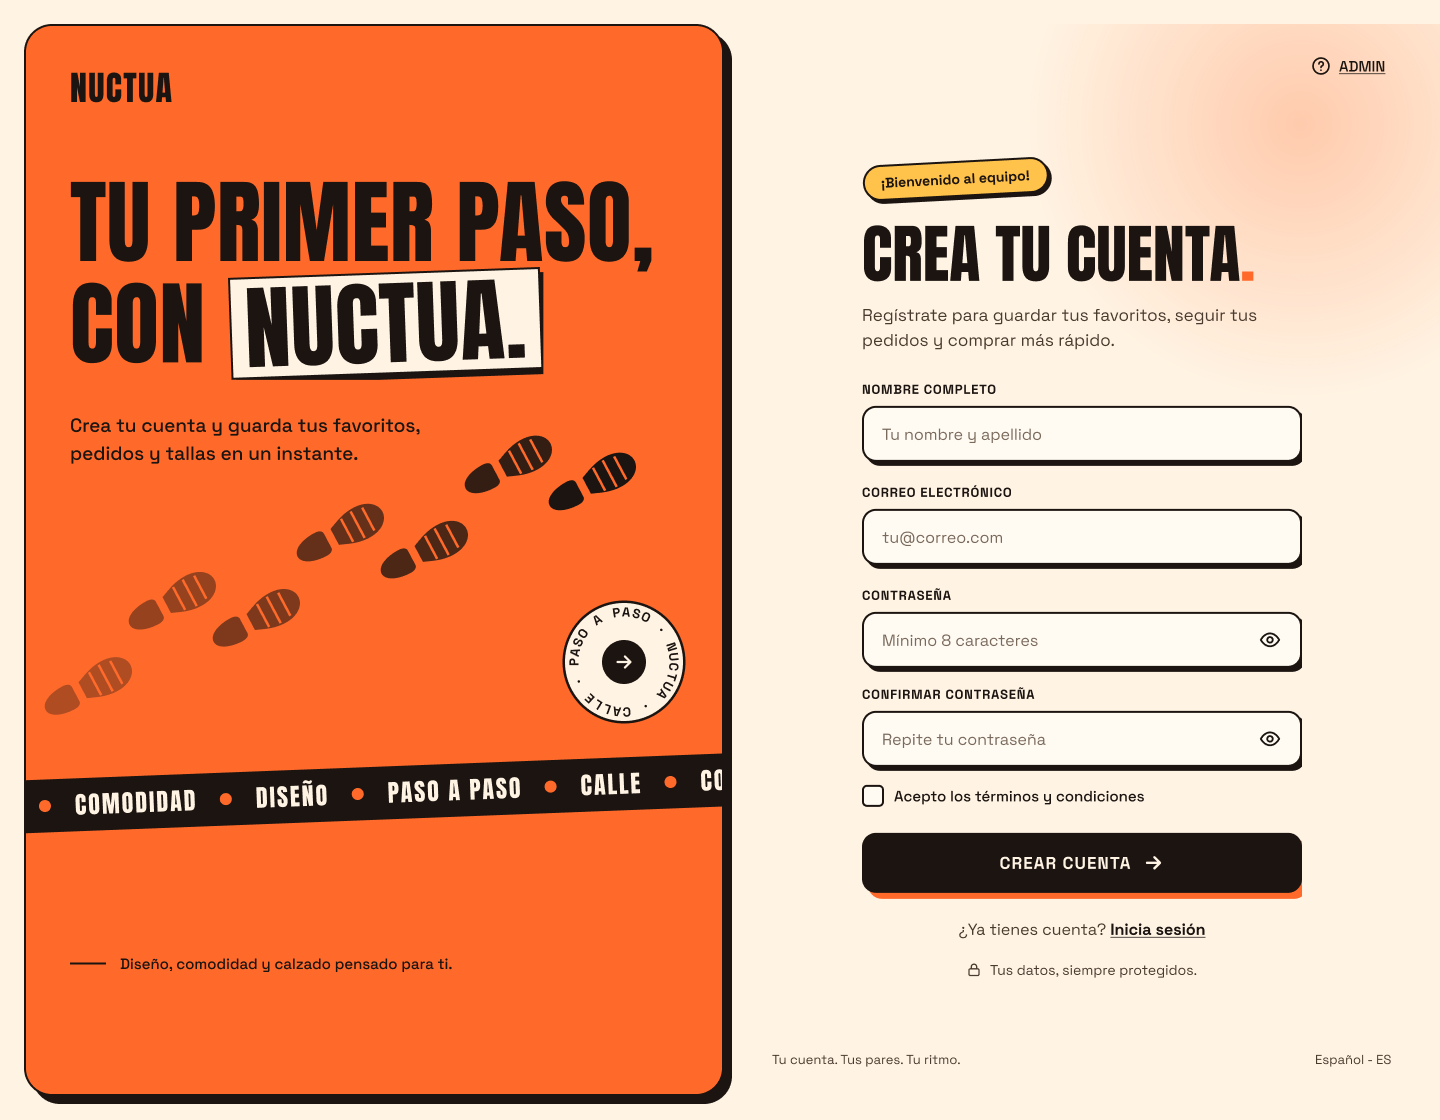 NUCTUA
TU PRIMER PASO,
CON NUCTUA.
Crea tu cuenta y guarda tus favoritos,
pedidos y tallas en un instante.
PASO A PASO · NUCTUA · CALLE ·
COMODIDAD • DISEÑO • PASO A PASO • CALLE • CO
Diseño, comodidad y calzado pensado para ti.
ADMIN
¡Bienvenido al equipo!
CREA TU CUENTA.
Regístrate para guardar tus favoritos, seguir tus
pedidos y comprar más rápido.
NOMBRE COMPLETO
Tu nombre y apellido
CORREO ELECTRÓNICO
tu@correo.com
CONTRASEÑA
Mínimo 8 caracteres
CONFIRMAR CONTRASEÑA
Repite tu contraseña
Acepto los términos y condiciones
CREAR CUENTA →
¿Ya tienes cuenta? Inicia sesión
Tus datos, siempre protegidos.
Tu cuenta. Tus pares. Tu ritmo.
Español - ES